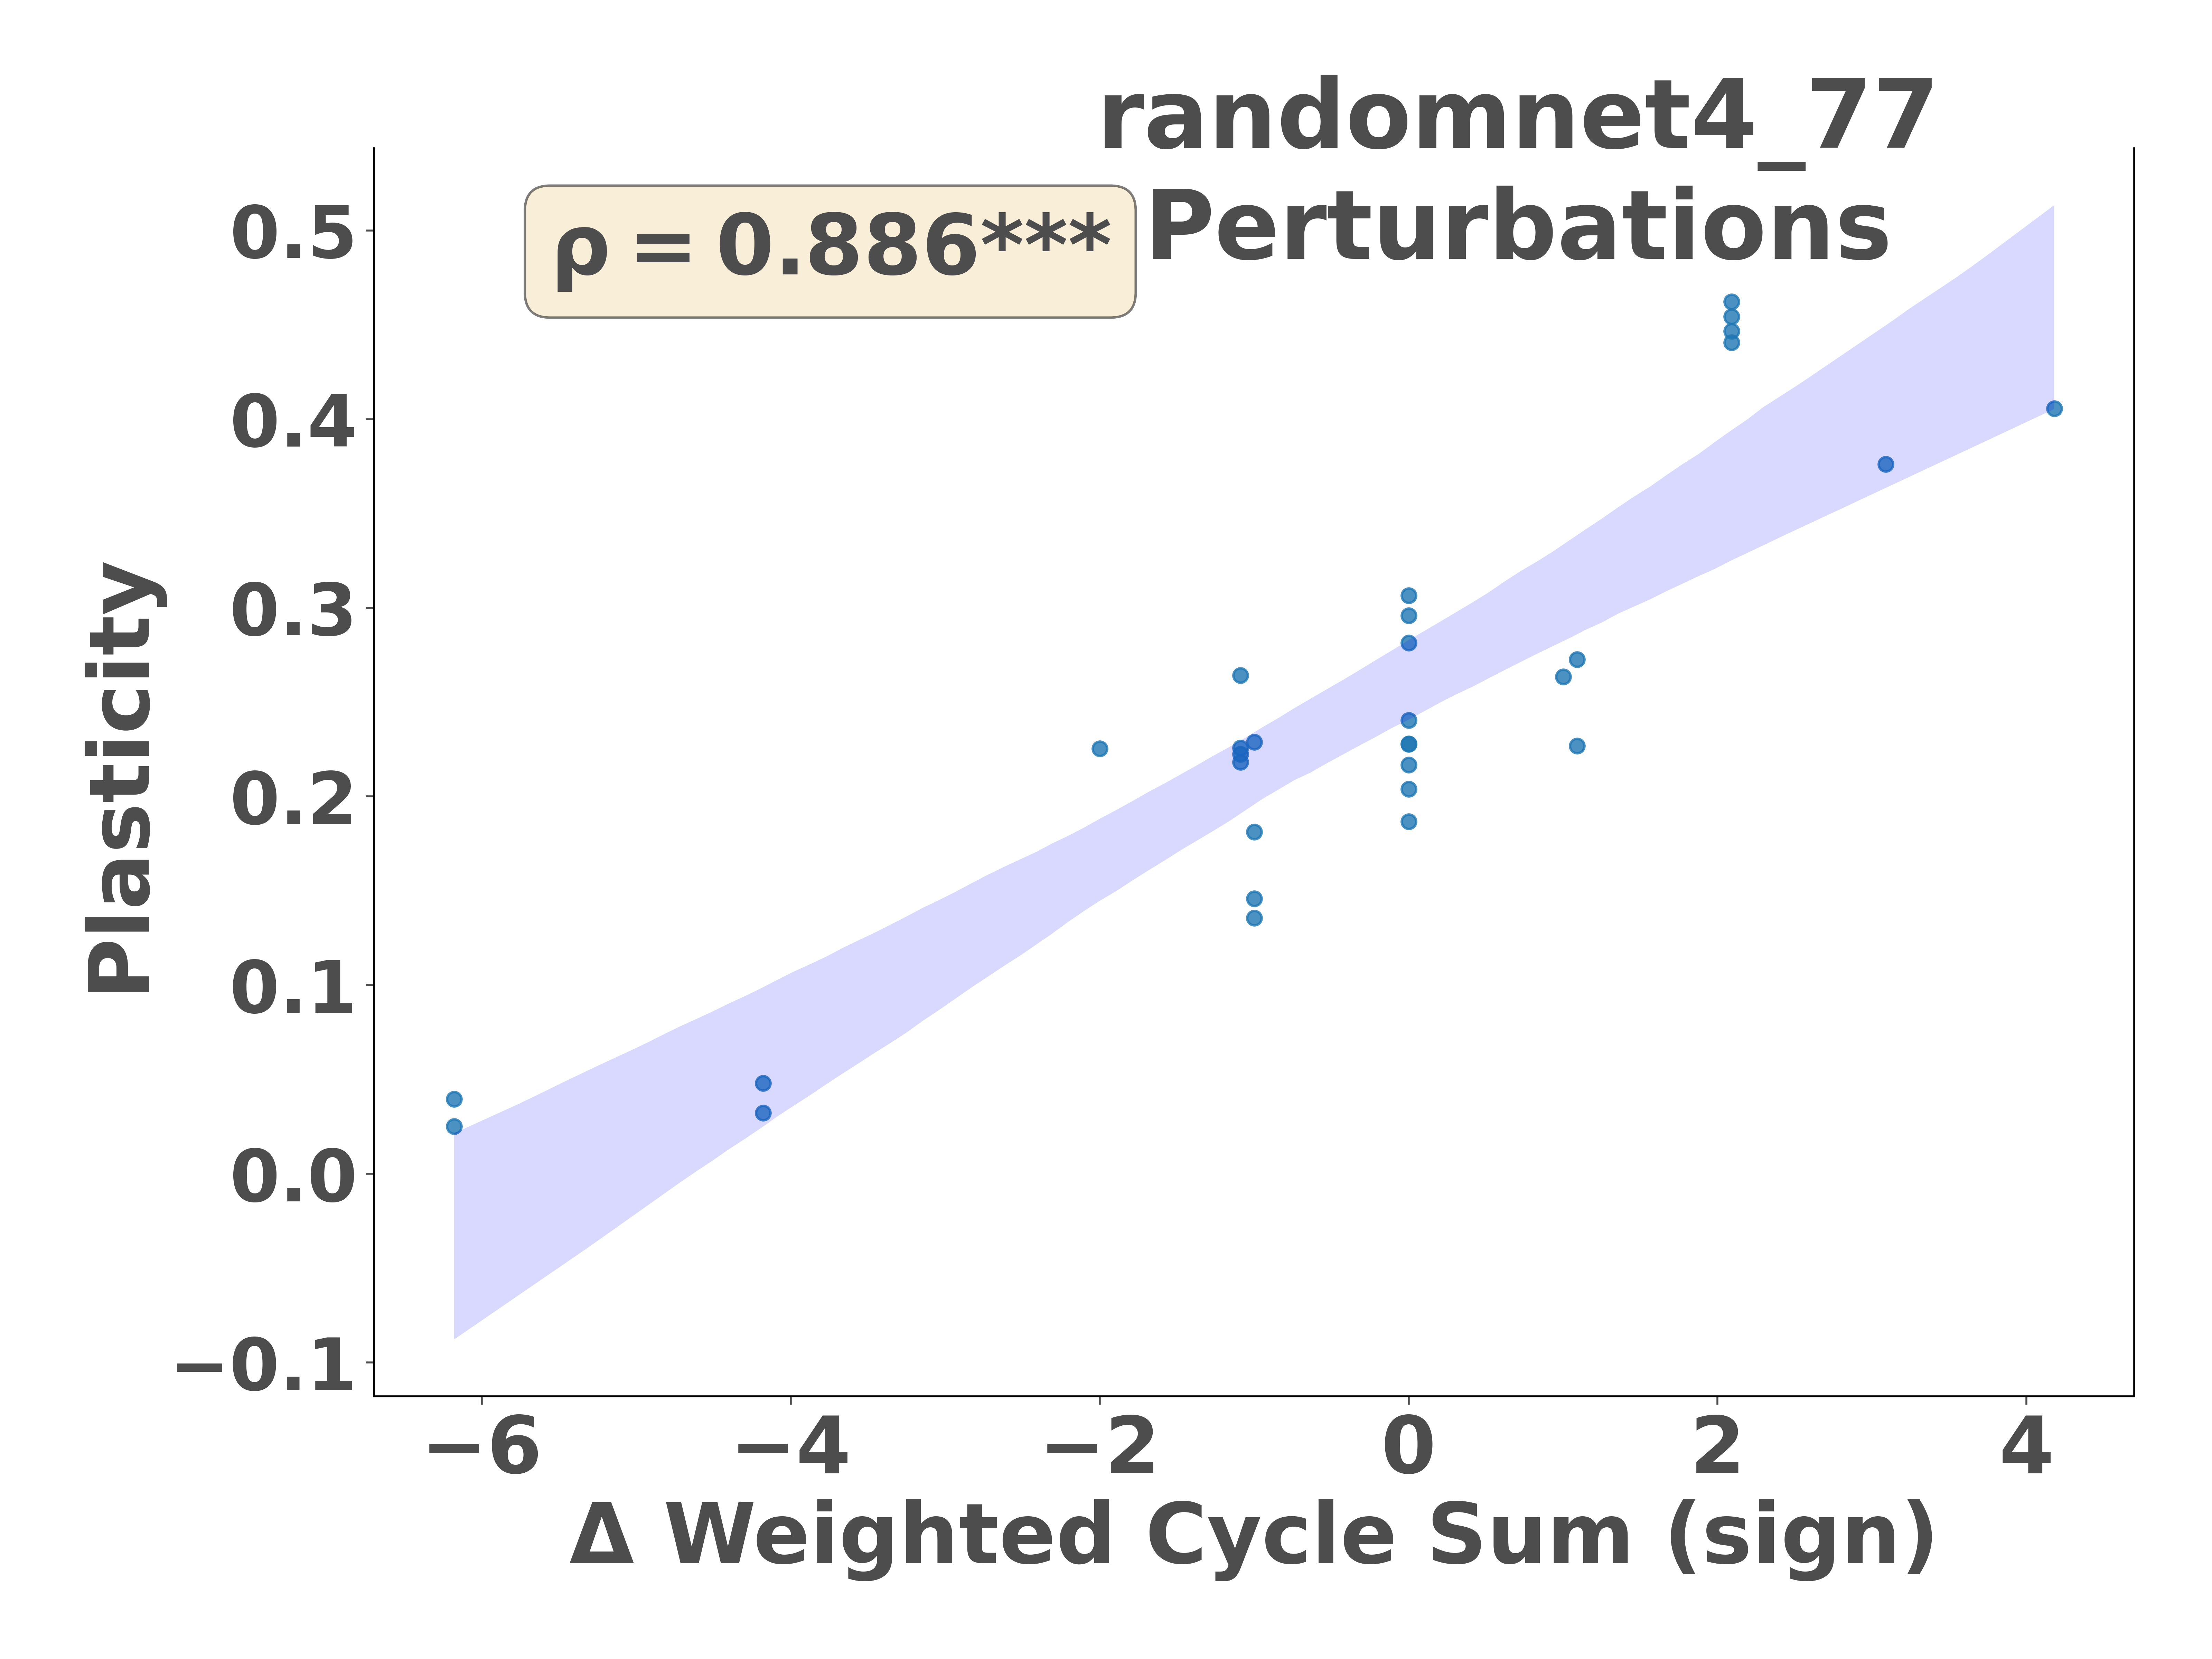 randomnet4_77
Perturbations
ρ = 0.886***
Plasticity
0.5
0.4
0.3
0.2
0.1
0.0
−0.1
−6 −4 −2 0 2 4
Δ Weighted Cycle Sum (sign)